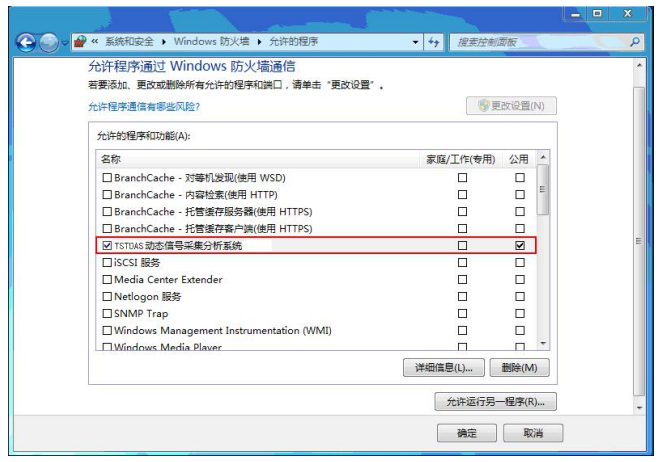 « 系统和安全 ▸ Windows 防火墙 ▸ 允许的程序
搜索控制面板
允许程序通过 Windows 防火墙通信
若要添加、更改或删除所有允许的程序和端口，请单击“更改设置”。
允许程序通信有哪些风险?
更改设置(N)
允许的程序和功能(A):
名称 家庭/工作(专用) 公用
BranchCache - 对等机发现(使用 WSD)
BranchCache - 内容检索(使用 HTTP)
BranchCache - 托管缓存服务器(使用 HTTPS)
BranchCache - 托管缓存客户端(使用 HTTPS)
TSTDAS 动态信号采集分析系统
iSCSI 服务
Media Center Extender
Netlogon 服务
SNMP Trap
Windows Management Instrumentation (WMI)
Windows Media Player
详细信息(L)... 删除(M)
允许运行另一程序(R)...
确定 取消